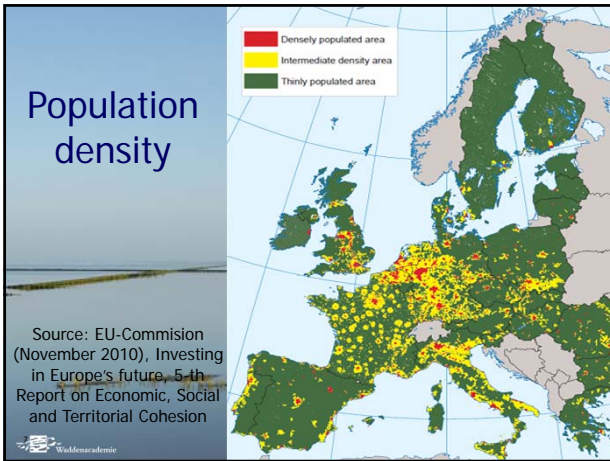 Population
density
Source: EU-Commision
(November 2010), Investing
in Europe's future, 5-th
Report on Economic, Social
and Territorial Cohesion
2
Waddenacademie
Densely populated area
Intermediate density area
Thinly populated area